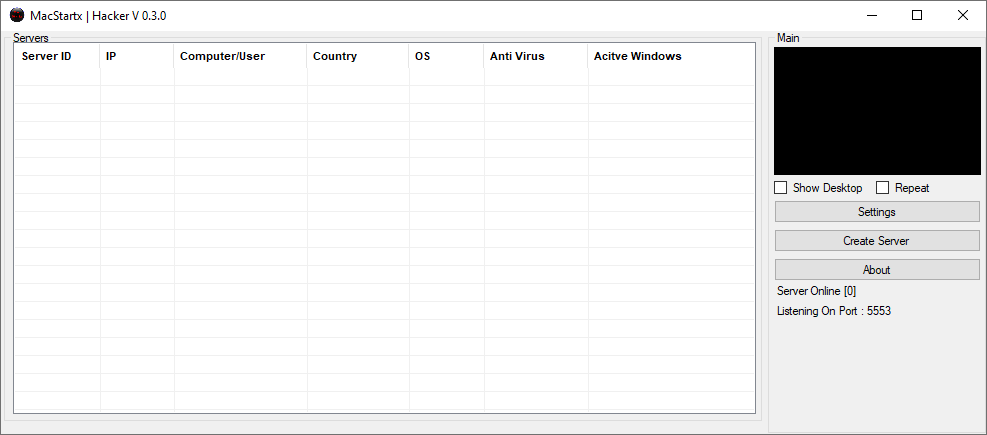 MacStartx | Hacker V 0.3.0
Servers
Server ID IP Computer/User Country OS Anti Virus Acitve Windows
Main
Show Desktop Repeat
Settings
Create Server
About
Server Online [0]
Listening On Port : 5553